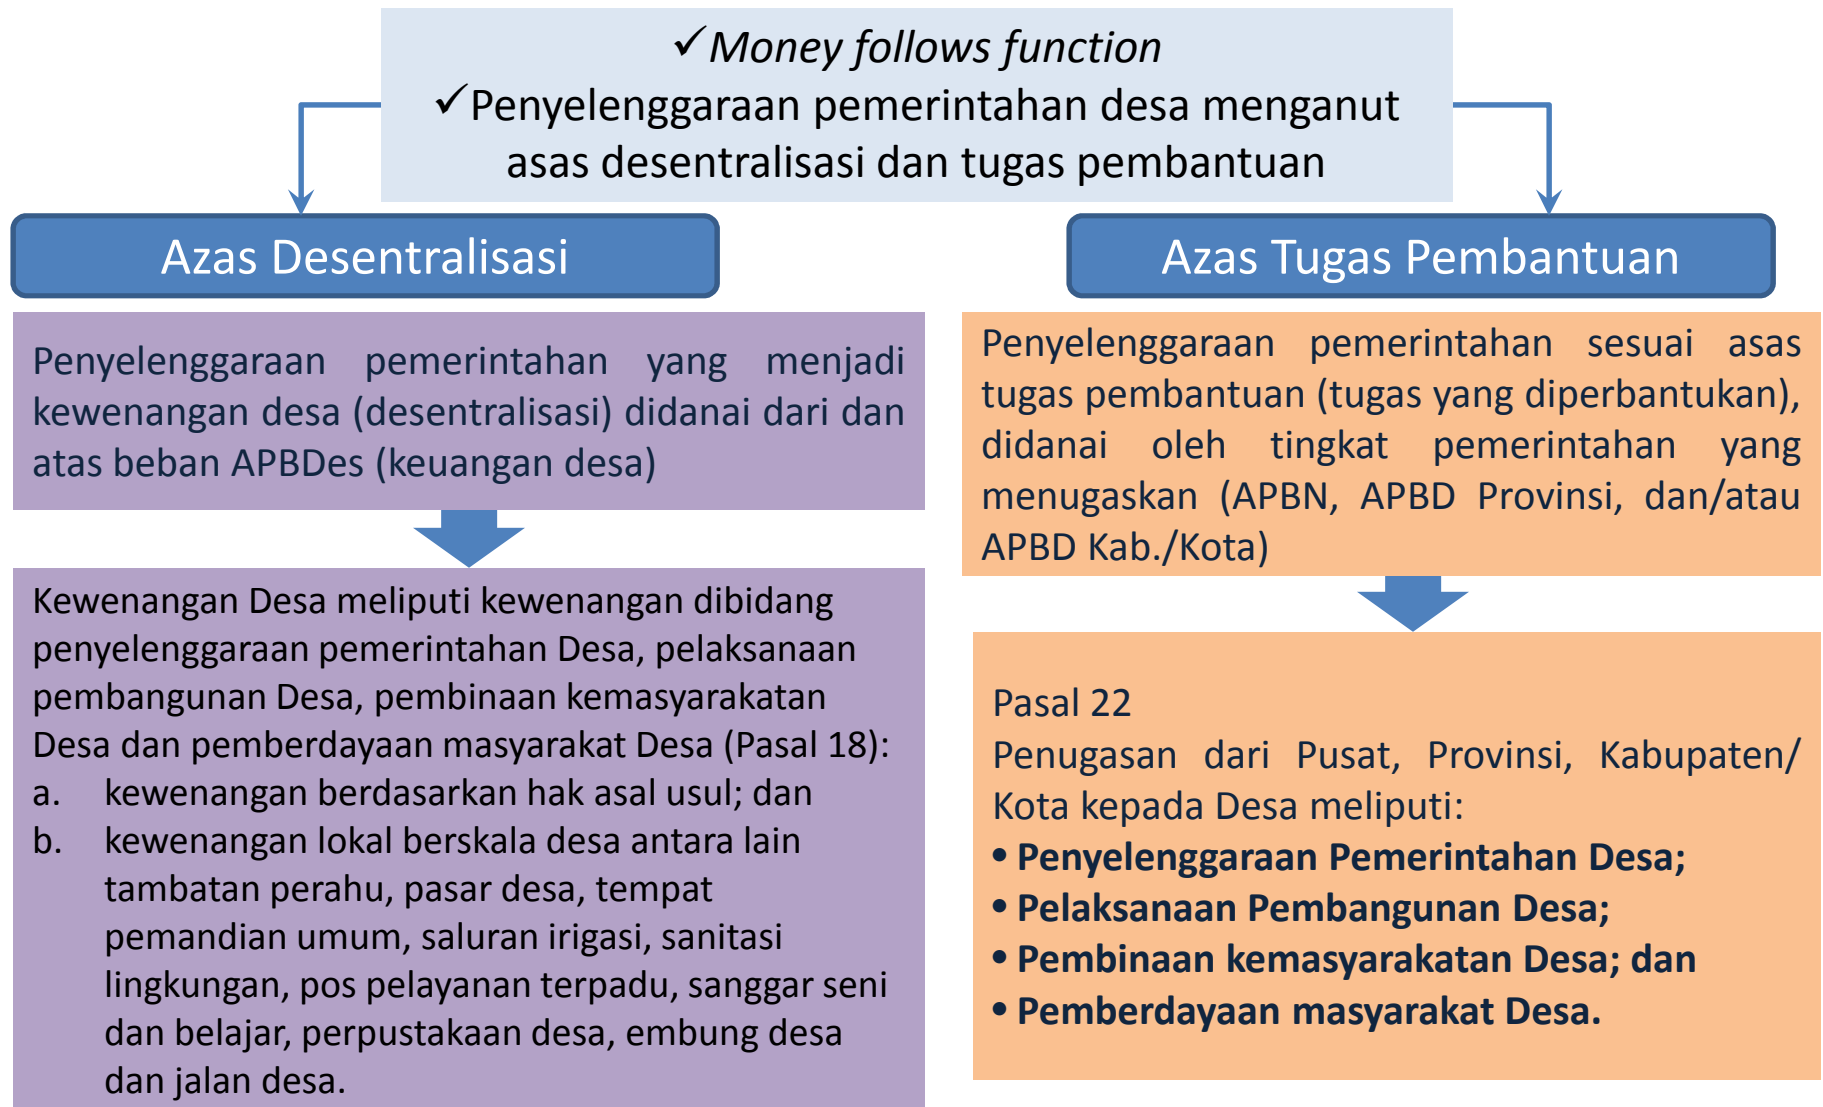 ✓Money follows function
✓Penyelenggaraan pemerintahan desa menganut
asas desentralisasi dan tugas pembantuan
Azas Desentralisasi
Penyelenggaraan pemerintahan yang menjadi
kewenangan desa (desentralisasi) didanai dari dan
atas beban APBDes (keuangan desa)
Kewenangan Desa meliputi kewenangan dibidang
penyelenggaraan pemerintahan Desa, pelaksanaan
pembangunan Desa, pembinaan kemasyarakatan
Desa dan pemberdayaan masyarakat Desa (Pasal 18):
a. kewenangan berdasarkan hak asal usul; dan
b. kewenangan lokal berskala desa antara lain
tambatan perahu, pasar desa, tempat
pemandian umum, saluran irigasi, sanitasi
lingkungan, pos pelayanan terpadu, sanggar seni
dan belajar, perpustakaan desa, embung desa
dan jalan desa.
Azas Tugas Pembantuan
Penyelenggaraan pemerintahan sesuai asas
tugas pembantuan (tugas yang diperbantukan),
didanai oleh tingkat pemerintahan yang
menugaskan (APBN, APBD Provinsi, dan/atau
APBD Kab./Kota)
Pasal 22
Penugasan dari Pusat, Provinsi, Kabupaten/
Kota kepada Desa meliputi:
• Penyelenggaraan Pemerintahan Desa;
• Pelaksanaan Pembangunan Desa;
• Pembinaan kemasyarakatan Desa; dan
• Pemberdayaan masyarakat Desa.